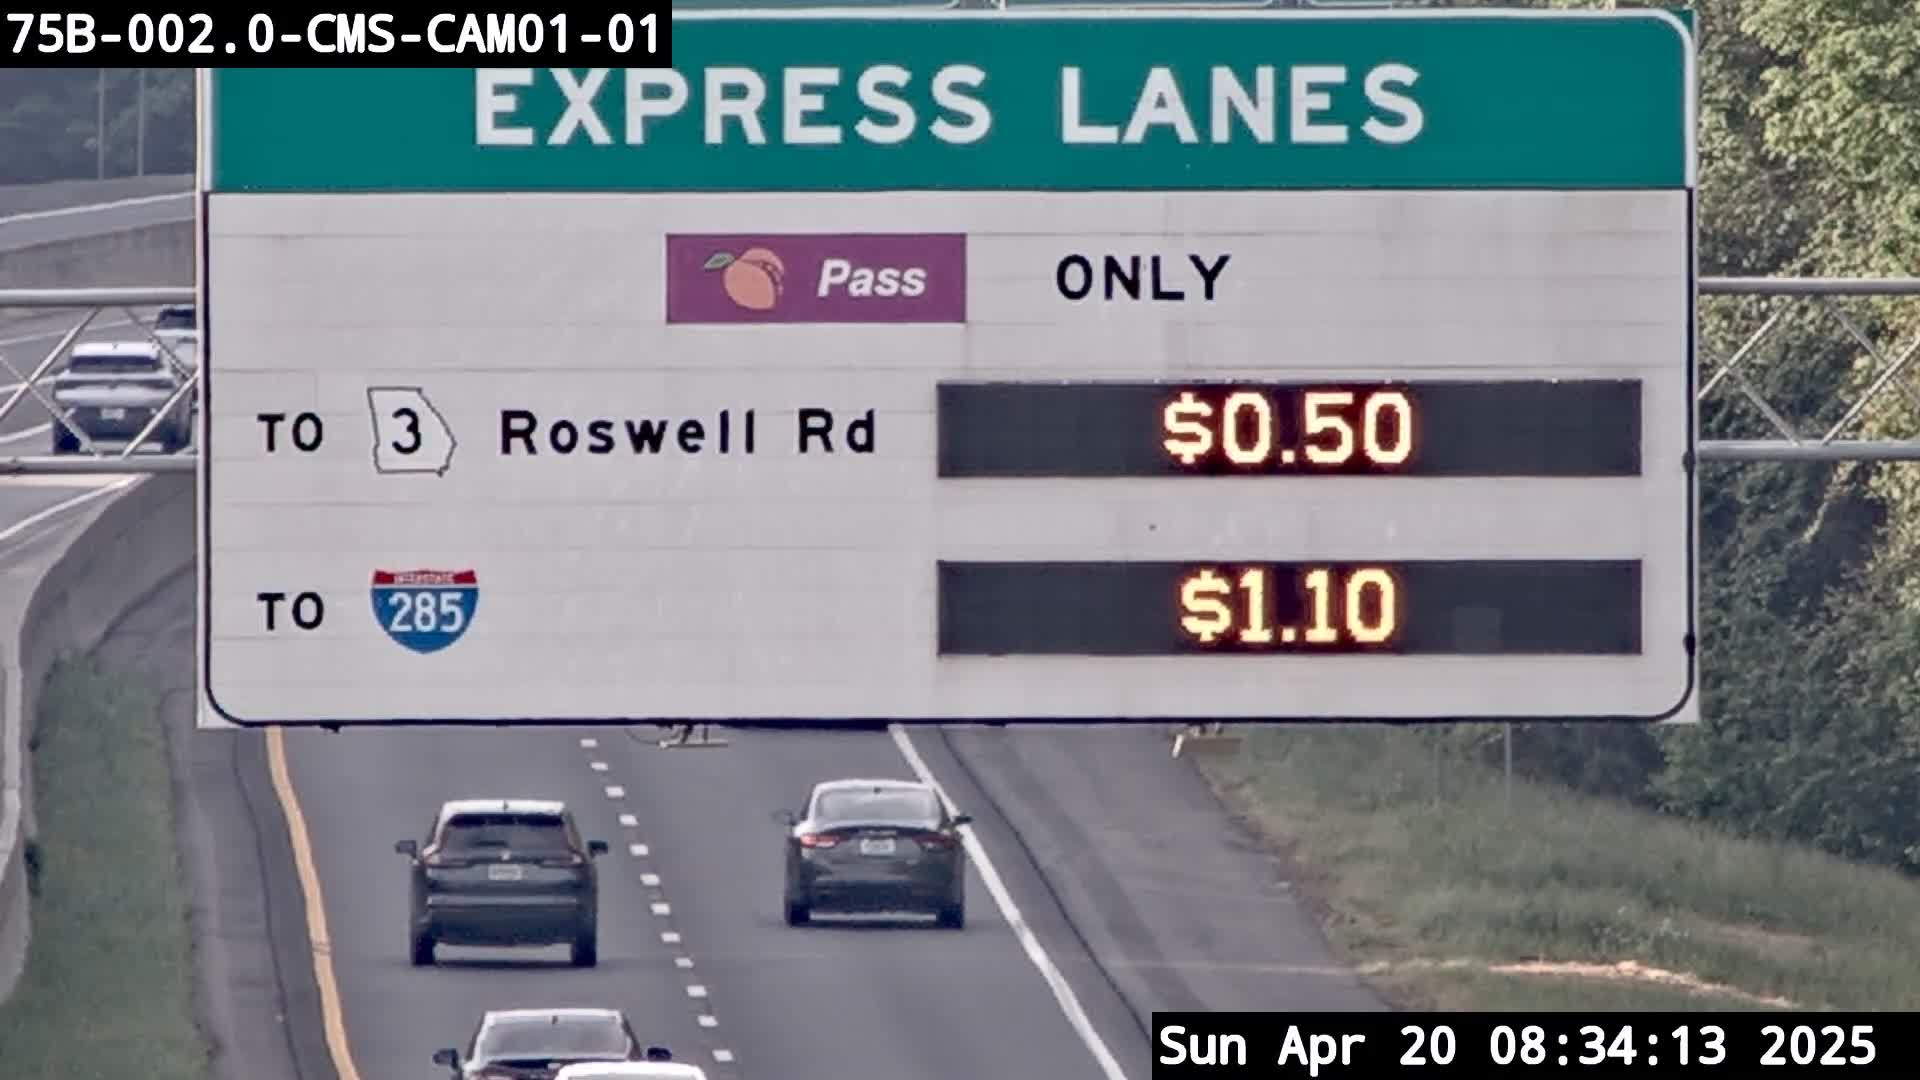 75B-002.0-CMS-CAM01-01
EXPRESS LANES
Pass ONLY
TO 3 Roswell Rd $0.50
INTERSTATE
TO 285 $1.10
Sun Apr 20 08:34:13 2025